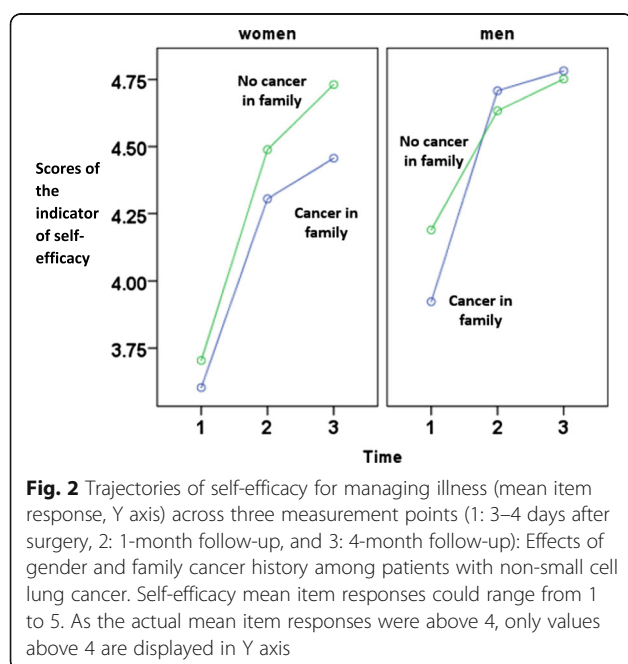 women
men
No cancer
in family
4.75
4.50
4.25
4.00
3.75
Scores of
the
indicator
of self-
efficacy
Cancer in
family
No cancer
in family
Cancer in
family
1
2
3
1
2
3
Time
Fig. 2 Trajectories of self-efficacy for managing illness (mean item
response, Y axis) across three measurement points (1: 3–4 days after
surgery, 2: 1-month follow-up, and 3: 4-month follow-up): Effects of
gender and family cancer history among patients with non-small cell
lung cancer. Self-efficacy mean item responses could range from 1
to 5. As the actual mean item responses were above 4, only values
above 4 are displayed in Y axis